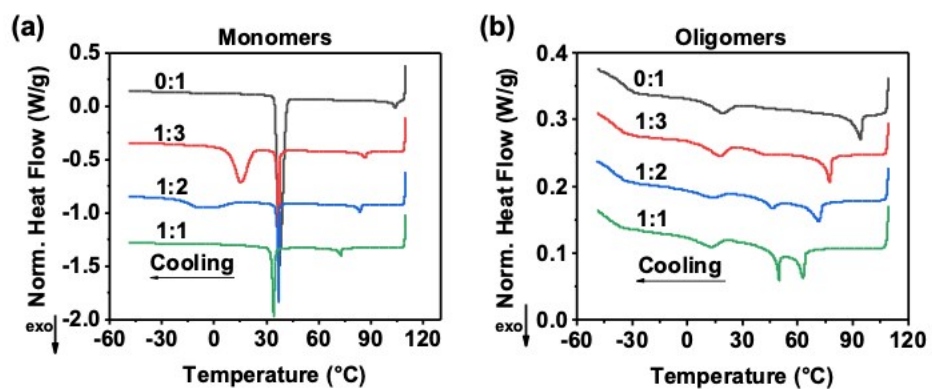 (a)
Monomers
Norm. Heat Flow (W/g)
0.0
-0.5
-1.0
-1.5
-2.0
0:1
1:3
1:2
1:1
Cooling
exo
-60 -30 0 30 60 90 120
Temperature (°C)
(b)
Oligomers
Norm. Heat Flow (W/g)
0.4
0.3
0.2
0.1
0.0
0:1
1:3
1:2
1:1
Cooling
exo
-60 -30 0 30 60 90 120
Temperature (°C)